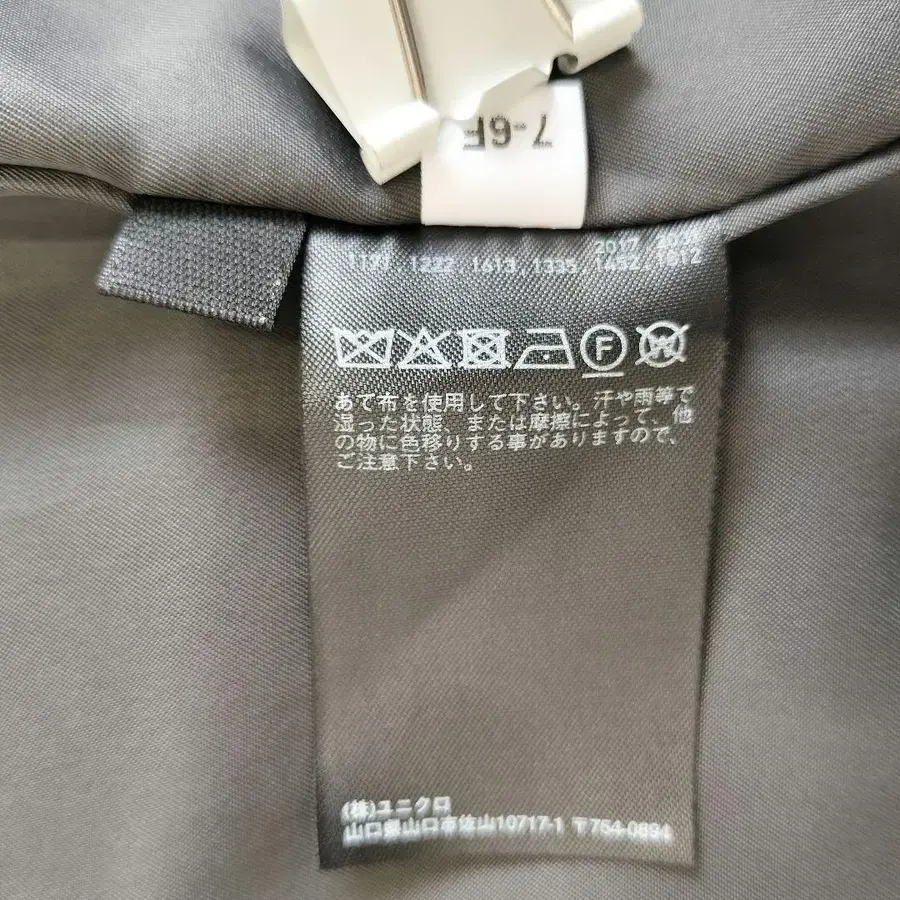 7-6F
2017
1197. 1222. 1613. 1335. 1452. 1612
F
W
あて布を使用して下さい。汗や雨等で
湿った状態、または摩擦によって、他
の物に色移りする事がありますので、
ご注意下さい。
(株)ユニクロ
山口県山口市佐山10717-1 〒754-0894